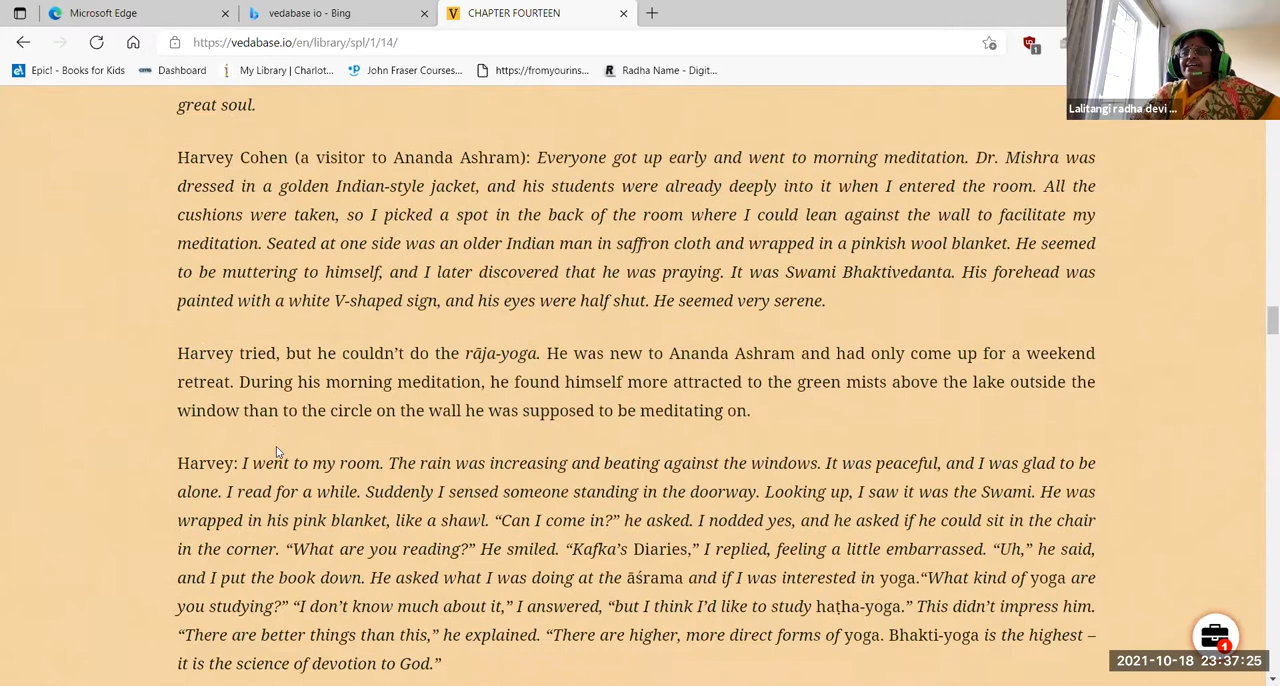 Microsoft Edge
vedabase io - Bing
CHAPTER FOURTEEN
https://vedabase.io/en/library/spl/1/14/
1
Epic! - Books for Kids
Dashboard
My Library | Charlot...
John Fraser Courses...
https://fromyourins...
Radha Name - Digit...
Lalitangi radha devi ...
great soul.
Harvey Cohen (a visitor to Ananda Ashram): Everyone got up early and went to morning meditation. Dr. Mishra was
dressed in a golden Indian-style jacket, and his students were already deeply into it when I entered the room. All the
cushions were taken, so I picked a spot in the back of the room where I could lean against the wall to facilitate my
meditation. Seated at one side was an older Indian man in saffron cloth and wrapped in a pinkish wool blanket. He seemed
to be muttering to himself, and I later discovered that he was praying. It was Swami Bhaktivedanta. His forehead was
painted with a white V-shaped sign, and his eyes were half shut. He seemed very serene.
Harvey tried, but he couldn’t do the rāja-yoga. He was new to Ananda Ashram and had only come up for a weekend
retreat. During his morning meditation, he found himself more attracted to the green mists above the lake outside the
window than to the circle on the wall he was supposed to be meditating on.
Harvey: I went to my room. The rain was increasing and beating against the windows. It was peaceful, and I was glad to be
alone. I read for a while. Suddenly I sensed someone standing in the doorway. Looking up, I saw it was the Swami. He was
wrapped in his pink blanket, like a shawl. “Can I come in?” he asked. I nodded yes, and he asked if he could sit in the chair
in the corner. “What are you reading?” He smiled. “Kafka’s Diaries,” I replied, feeling a little embarrassed. “Uh,” he said,
and I put the book down. He asked what I was doing at the āśrama and if I was interested in yoga.“What kind of yoga are
you studying?” “I don’t know much about it,” I answered, “but I think I’d like to study haṭha-yoga.” This didn’t impress him.
“There are better things than this,” he explained. “There are higher, more direct forms of yoga. Bhakti-yoga is the highest –
it is the science of devotion to God.”
1
2021-10-18 23:37:25